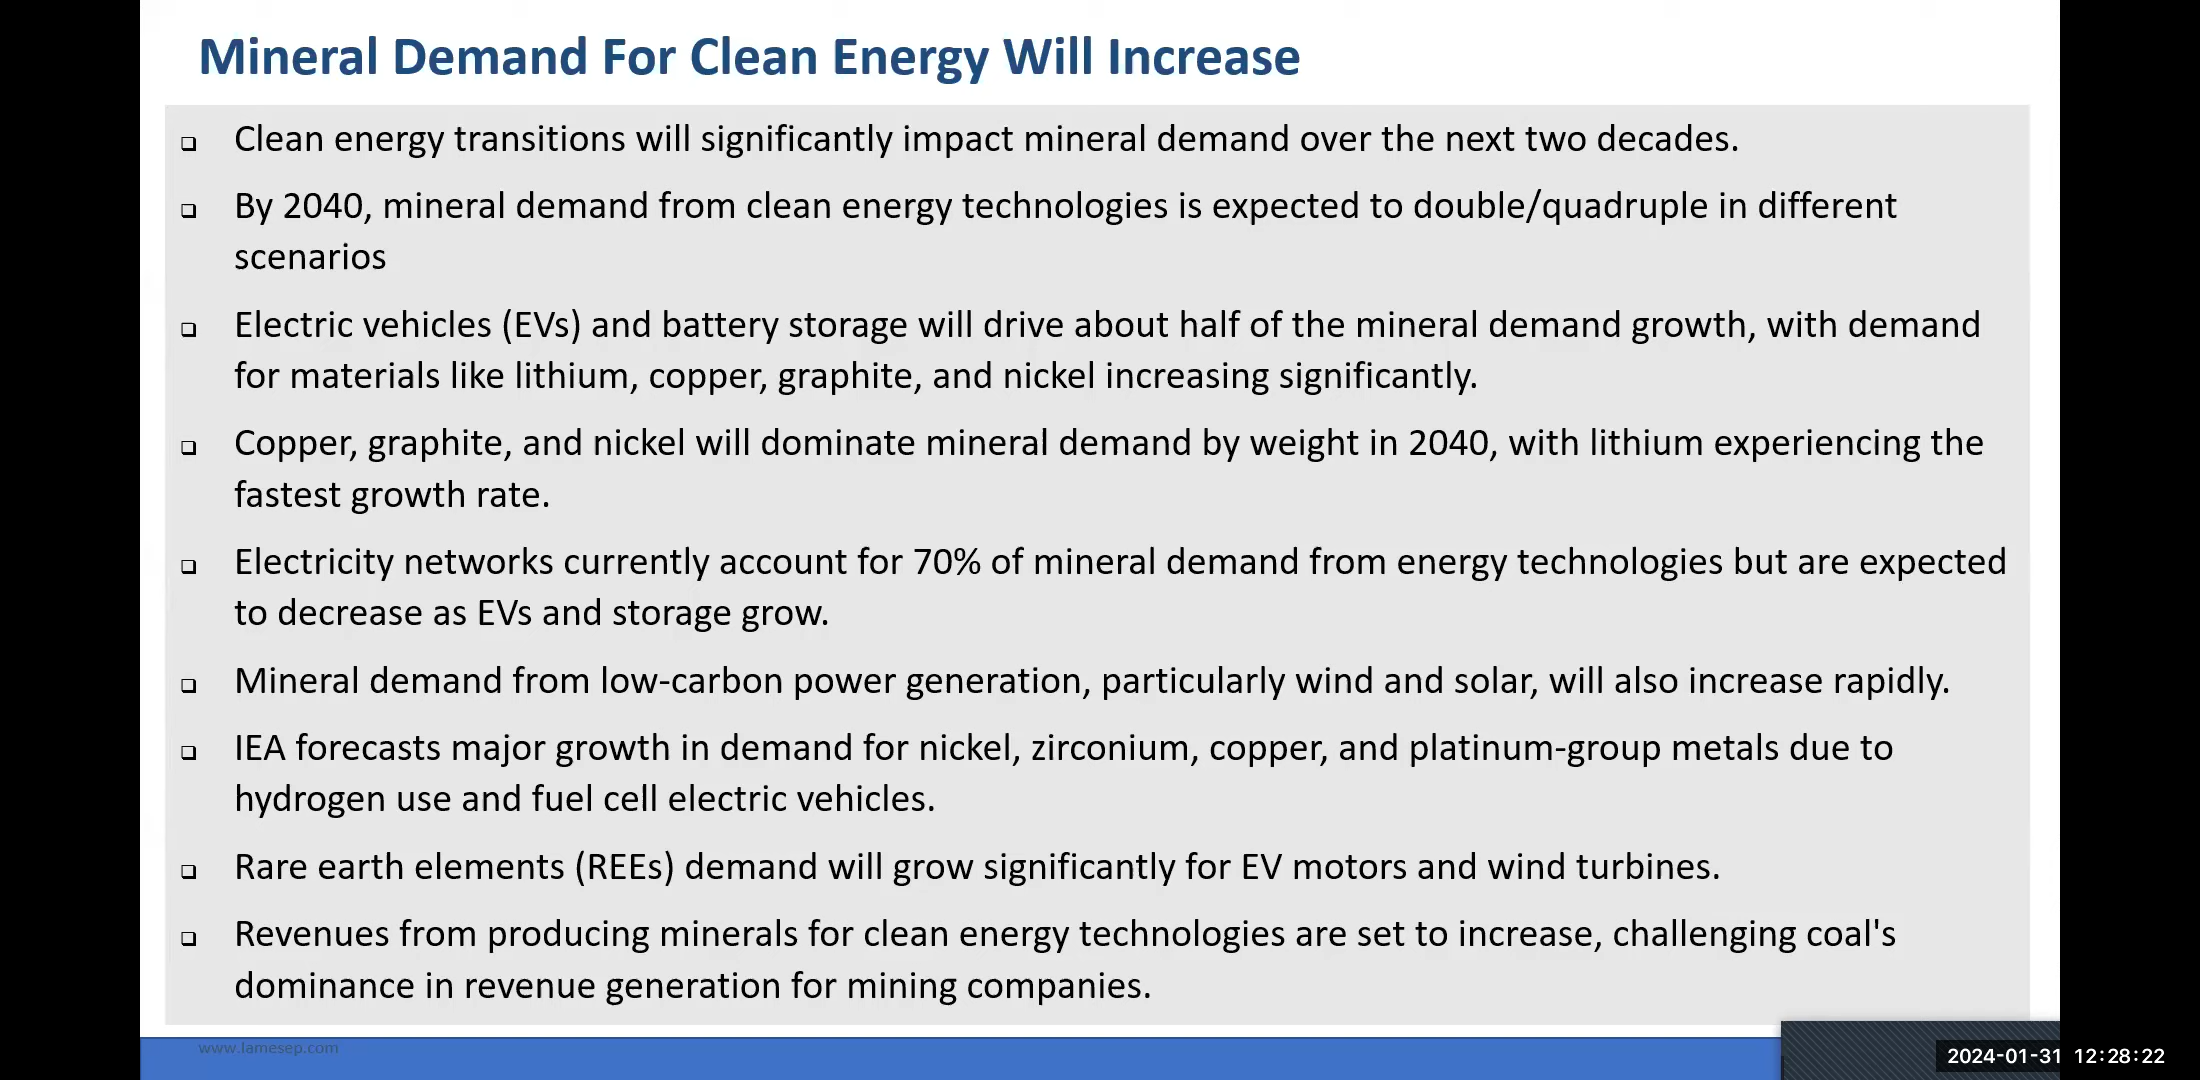 Mineral Demand For Clean Energy Will Increase
❑ Clean energy transitions will significantly impact mineral demand over the next two decades.
❑ By 2040, mineral demand from clean energy technologies is expected to double/quadruple in different
scenarios
❑ Electric vehicles (EVs) and battery storage will drive about half of the mineral demand growth, with demand
for materials like lithium, copper, graphite, and nickel increasing significantly.
❑ Copper, graphite, and nickel will dominate mineral demand by weight in 2040, with lithium experiencing the
fastest growth rate.
❑ Electricity networks currently account for 70% of mineral demand from energy technologies but are expected
to decrease as EVs and storage grow.
❑ Mineral demand from low-carbon power generation, particularly wind and solar, will also increase rapidly.
❑ IEA forecasts major growth in demand for nickel, zirconium, copper, and platinum-group metals due to
hydrogen use and fuel cell electric vehicles.
❑ Rare earth elements (REEs) demand will grow significantly for EV motors and wind turbines.
❑ Revenues from producing minerals for clean energy technologies are set to increase, challenging coal's
dominance in revenue generation for mining companies.
www.lamesep.com
2024-01-31 12:28:22